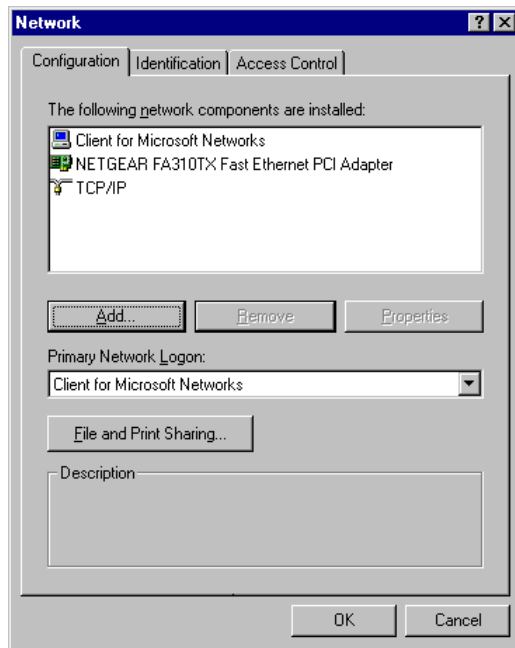 Network
Configuration Identification Access Control
The following network components are installed:
Client for Microsoft Networks
NETGEAR FA310TX Fast Ethernet PCI Adapter
TCP/IP
Add... Remove Properties
Primary Network Logon:
Client for Microsoft Networks
File and Print Sharing...
Description
OK Cancel